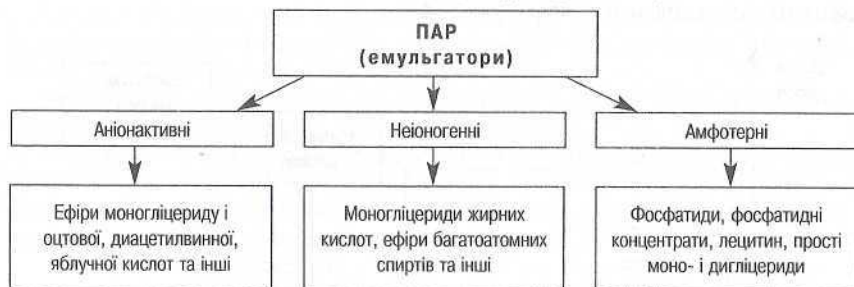 ПАР
(емульгатори)
Аніонактивні
Неіоногенні
Амфотерні
Ефіри моногліцериду і
оцтової, диацетилвинної,
яблучної кислот та інші
Моногліцериди жирних
кислот, ефіри багатоатомних
спиртів та інші
Фосфатиди, фосфатидні
концентрати, лецитин, прості
моно- і дигліцериди